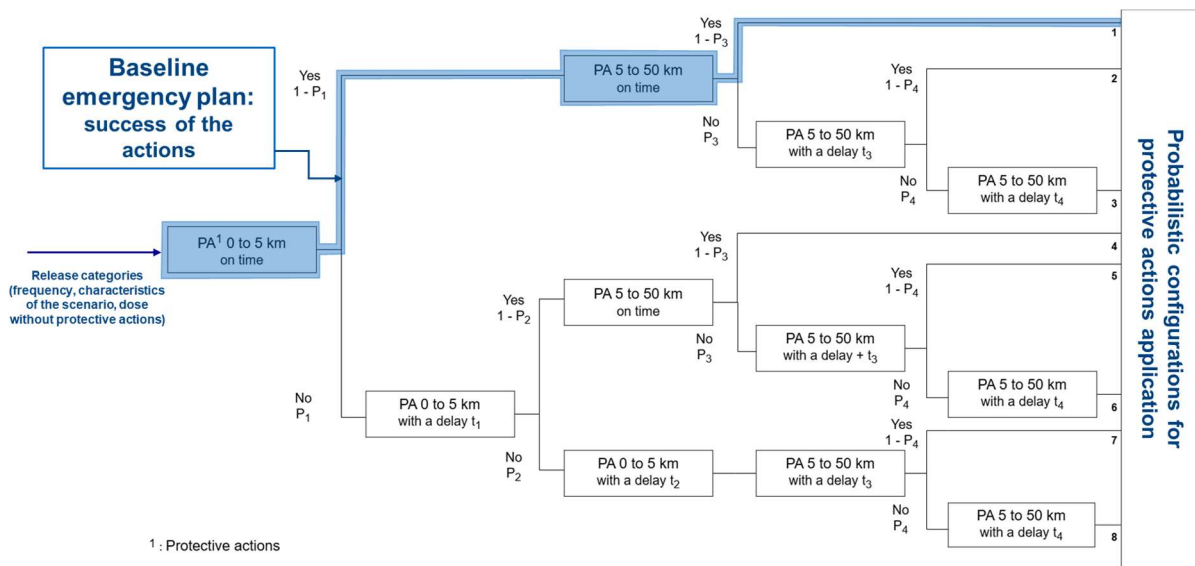 Baseline
emergency plan:
success of the
actions
Release categories
(frequency, characteristics
of the scenario, dose
without protective actions)
PA¹ 0 to 5 km
on time
Yes
1 - P₁
No
P₁
PA 5 to 50 km
on time
Yes
1 - P₃
1
No
P₃
PA 5 to 50 km
with a delay t₃
Yes
1 - P₄
2
No
P₄
PA 5 to 50 km
with a delay t₄
3
PA 0 to 5 km
with a delay t₁
Yes
1 - P₂
No
P₂
PA 5 to 50 km
on time
Yes
1 - P₃
4
No
P₃
PA 5 to 50 km
with a delay + t₃
Yes
1 - P₄
5
No
P₄
PA 5 to 50 km
with a delay t₄
6
PA 0 to 5 km
with a delay t₂
PA 5 to 50 km
with a delay t₃
Yes
1 - P₄
7
No
P₄
PA 5 to 50 km
with a delay t₄
8
Probabilistic configurations for
protective actions application
¹ : Protective actions